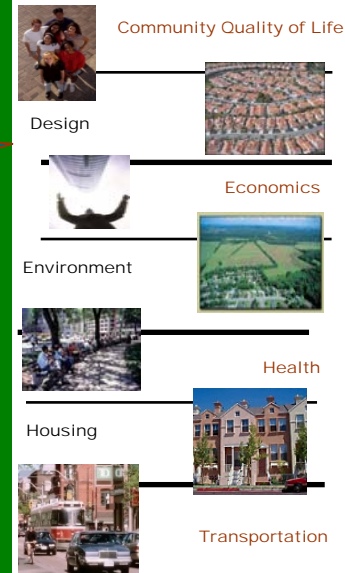 Community Quality of Life
Design
Economics
Environment
Health
Housing
Transportation